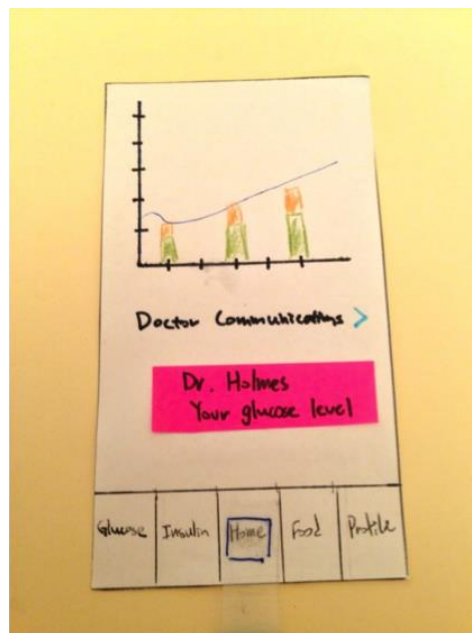 Doctor Communications >
Dr. Holmes
Your glucose level
Glucose Insulin Home Food Profile